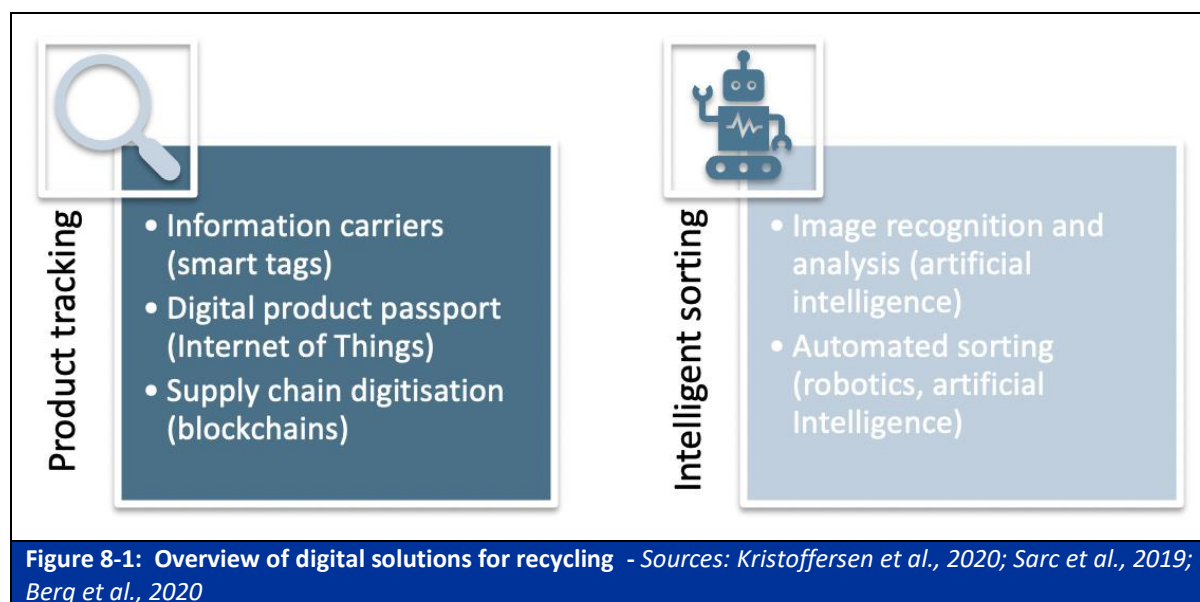 Product tracking
• Information carriers
(smart tags)
• Digital product passport
(Internet of Things)
• Supply chain digitisation
(blockchains)
Intelligent sorting
• Image recognition and
analysis (artificial
intelligence)
• Automated sorting
(robotics, artificial
Intelligence)
Figure 8-1: Overview of digital solutions for recycling - Sources: Kristoffersen et al., 2020; Sarc et al., 2019;
Berg et al., 2020